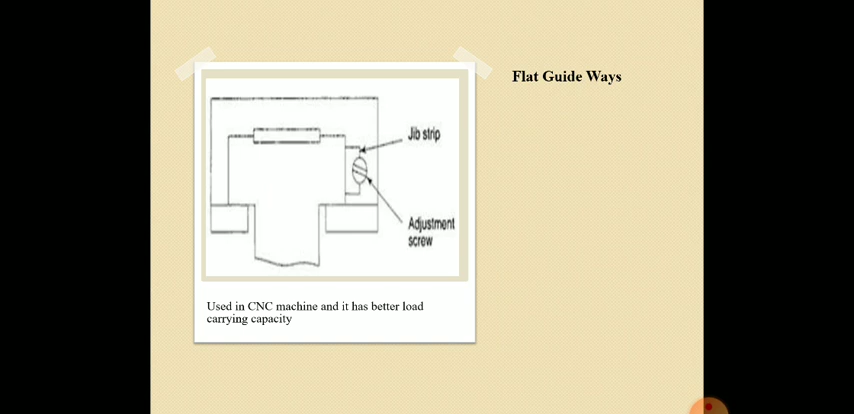 Flat Guide Ways
Jib strip
Adjustment
screw
Used in CNC machine and it has better load
carrying capacity